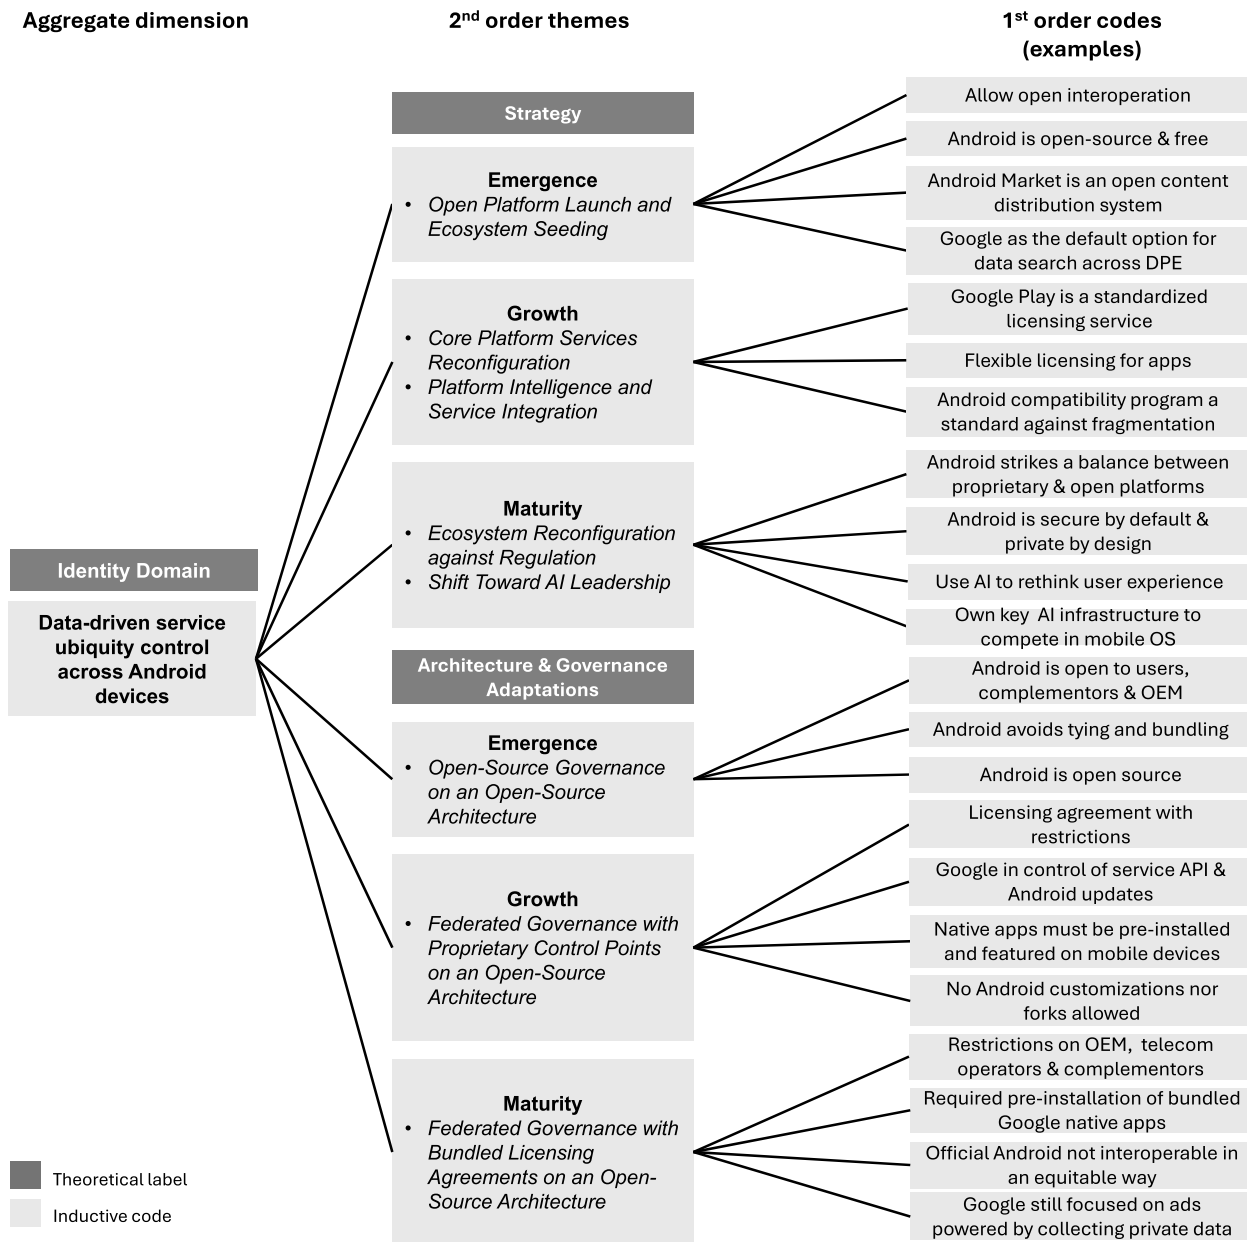 Aggregate dimension
2nd order themes
1st order codes
(examples)
Strategy
Emergence
• Open Platform Launch and
Ecosystem Seeding
Allow open interoperation
Android is open-source & free
Android Market is an open content
distribution system
Google as the default option for
data search across DPE
Growth
• Core Platform Services
Reconfiguration
• Platform Intelligence and
Service Integration
Google Play is a standardized
licensing service
Flexible licensing for apps
Android compatibility program a
standard against fragmentation
Maturity
• Ecosystem Reconfiguration
against Regulation
• Shift Toward AI Leadership
Android strikes a balance between
proprietary & open platforms
Android is secure by default &
private by design
Use AI to rethink user experience
Own key AI infrastructure to
compete in mobile OS
Identity Domain
Data-driven service
ubiquity control
across Android
devices
Architecture & Governance
Adaptations
Emergence
• Open-Source Governance
on an Open-Source
Architecture
Android is open to users,
complementors & OEM
Android avoids tying and bundling
Android is open source
Growth
• Federated Governance with
Proprietary Control Points
on an Open-Source
Architecture
Licensing agreement with
restrictions
Google in control of service API &
Android updates
Native apps must be pre-installed
and featured on mobile devices
No Android customizations nor
forks allowed
Maturity
• Federated Governance with
Bundled Licensing
Agreements on an Open-
Source Architecture
Restrictions on OEM, telecom
operators & complementors
Required pre-installation of bundled
Google native apps
Official Android not interoperable in
an equitable way
Google still focused on ads
powered by collecting private data
Theoretical label
Inductive code